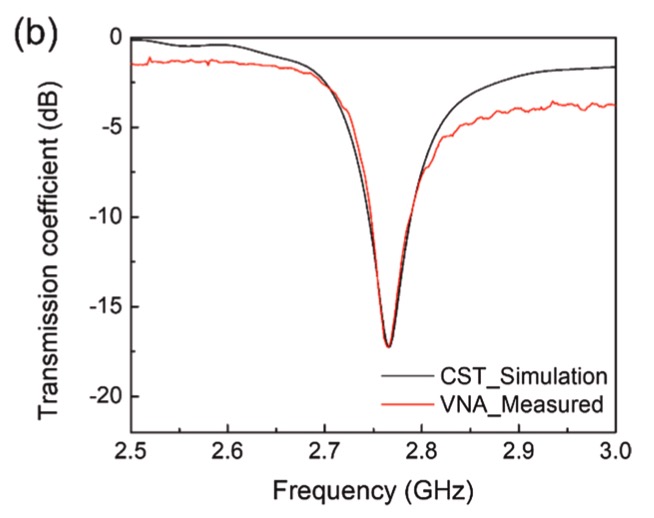 (b)
0
-5
-10
-15
-20
Transmission coefficient (dB)
CST_Simulation
VNA_Measured
2.5 2.6 2.7 2.8 2.9 3.0
Frequency (GHz)